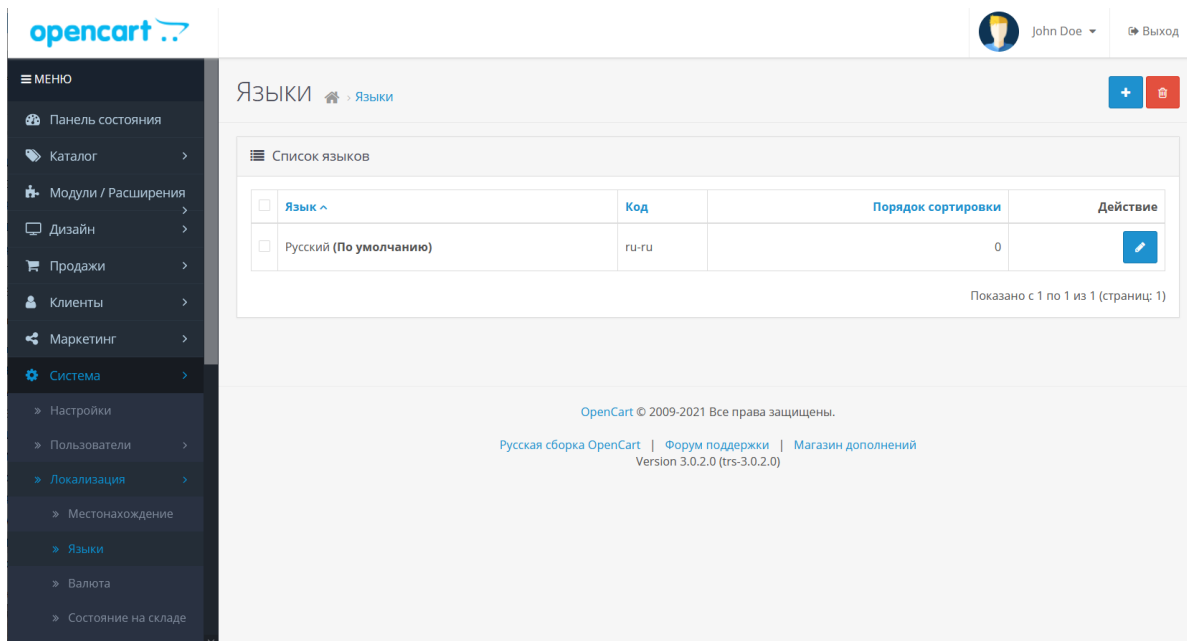 opencart
John Doe
Выход
МЕНЮ
Языки › Языки
Панель состояния
Каталог
Модули / Расширения
Дизайн
Продажи
Клиенты
Маркетинг
Система
» Настройки
» Пользователи
» Локализация
» Местонахождение
» Языки
» Валюта
» Состояние на складе
Список языков
Язык Код Порядок сортировки Действие
Русский (По умолчанию) ru-ru 0
Показано с 1 по 1 из 1 (страниц: 1)
OpenCart © 2009-2021 Все права защищены.
Русская сборка OpenCart | Форум поддержки | Магазин дополнений
Version 3.0.2.0 (trs-3.0.2.0)